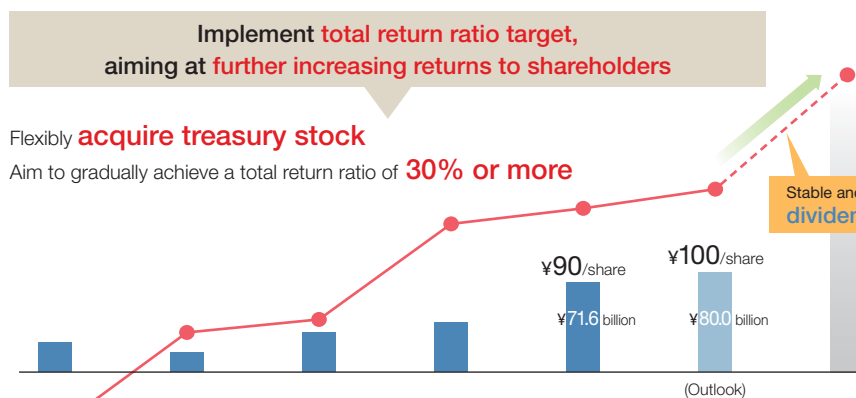 Implement total return ratio target,
aiming at further increasing returns to shareholders
Flexibly acquire treasury stock
Aim to gradually achieve a total return ratio of 30% or more
Stable and
dividen
¥90/share
¥100/share
¥71.6 billion
¥80.0 billion
(Outlook)